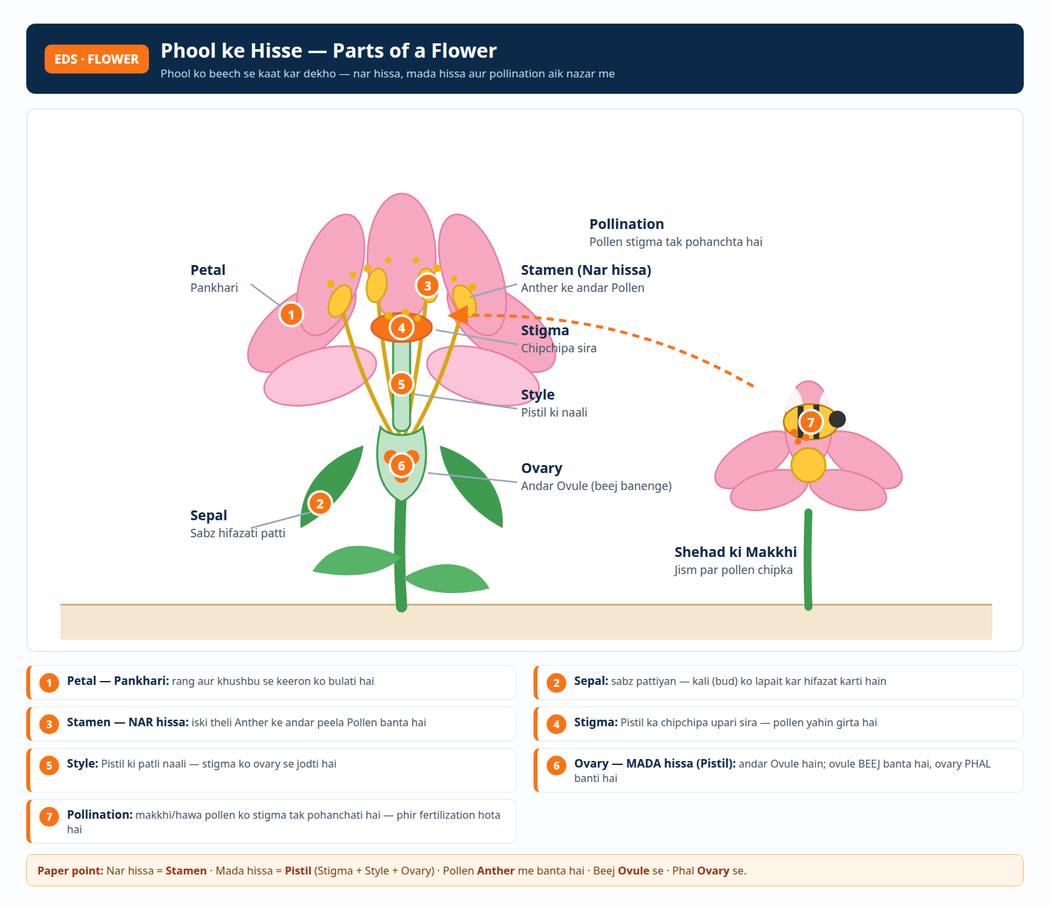 EDS · FLOWER
Phool ke Hisse — Parts of a Flower
Phool ko beech se kaat kar dekho — nar hissa, mada hissa aur pollination aik nazar me
Pollination
Pollen stigma tak pohanchta hai
Petal
Pankhari
Stamen (Nar hissa)
Anther ke andar Pollen
1
3
4
Stigma
Chipchipa sira
5
Style
Pistil ki naali
7
6
Ovary
Andar Ovule (beej banenge)
2
Sepal
Sabz hifazati patti
Shehad ki Makkhi
Jism par pollen chipka
1 Petal — Pankhari: rang aur khushbu se keeron ko bulati hai
2 Sepal: sabz pattiyan — kali (bud) ko lapait kar hifazat karti hain
3 Stamen — NAR hissa: iski theli Anther ke andar peela Pollen banta hai
4 Stigma: Pistil ka chipchipa upari sira — pollen yahin girta hai
5 Style: Pistil ki patli naali — stigma ko ovary se jodti hai
6 Ovary — MADA hissa (Pistil): andar Ovule hain; ovule BEEJ banta hai, ovary PHAL
banti hai
7 Pollination: makkhi/hawa pollen ko stigma tak pohanchati hai — phir fertilization hota
hai
Paper point: Nar hissa = Stamen · Mada hissa = Pistil (Stigma + Style + Ovary) · Pollen Anther me banta hai · Beej Ovule se · Phal Ovary se.